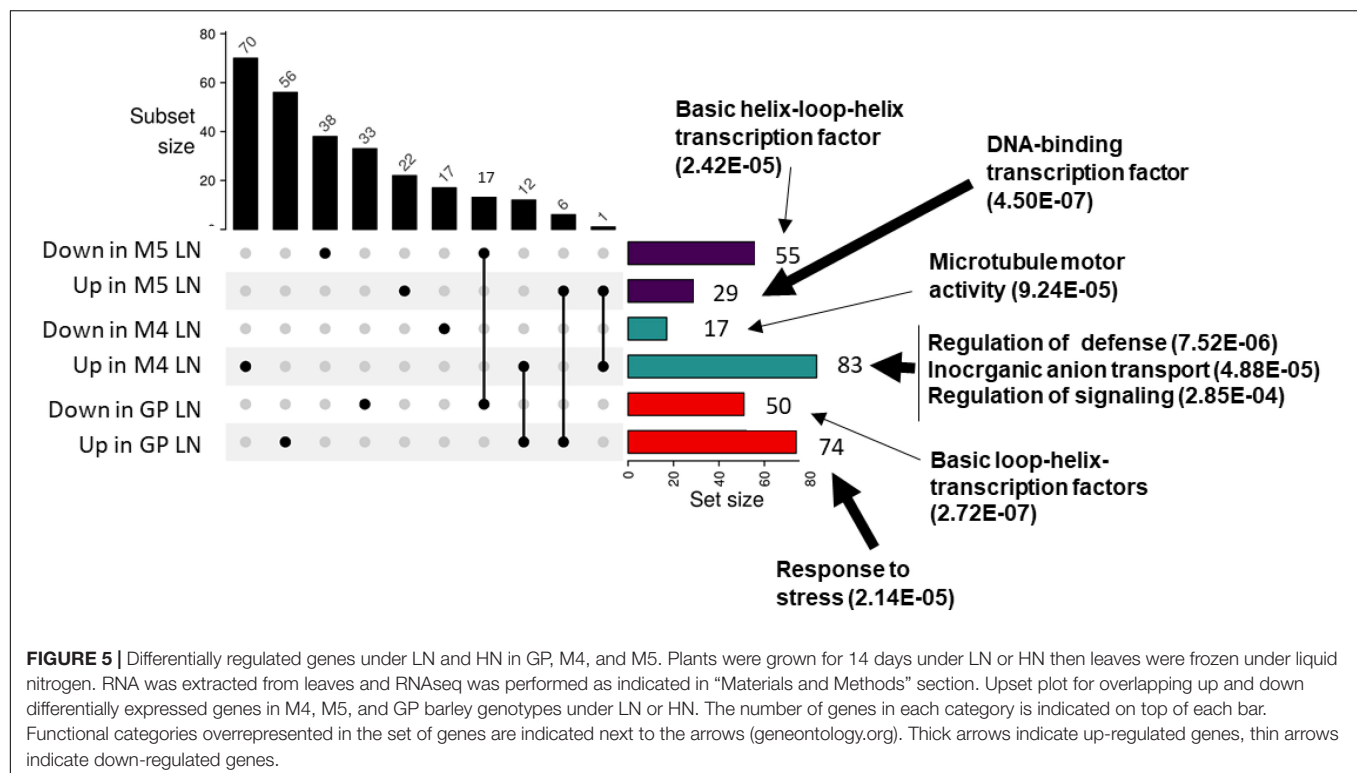 80
60
40
20
-
Subset
size
70
56
38
33
22
17
17
12
6
1
Basic helix-loop-helix
transcription factor
(2.42E-05)
DNA-binding
transcription factor
(4.50E-07)
Microtubule motor
activity (9.24E-05)
Regulation of defense (7.52E-06)
Inocrganic anion transport (4.88E-05)
Regulation of signaling (2.85E-04)
Down in M5 LN
Up in M5 LN
Down in M4 LN
Up in M4 LN
Down in GP LN
Up in GP LN
55
29
17
83
50
74
0
20
40
60
80
Set size
Basic loop-helix-
transcription factors
(2.72E-07)
Response to
stress (2.14E-05)
FIGURE 5 | Differentially regulated genes under LN and HN in GP, M4, and M5. Plants were grown for 14 days under LN or HN then leaves were frozen under liquid
nitrogen. RNA was extracted from leaves and RNAseq was performed as indicated in “Materials and Methods” section. Upset plot for overlapping up and down
differentially expressed genes in M4, M5, and GP barley genotypes under LN or HN. The number of genes in each category is indicated on top of each bar.
Functional categories overrepresented in the set of genes are indicated next to the arrows (geneontology.org). Thick arrows indicate up-regulated genes, thin arrows
indicate down-regulated genes.